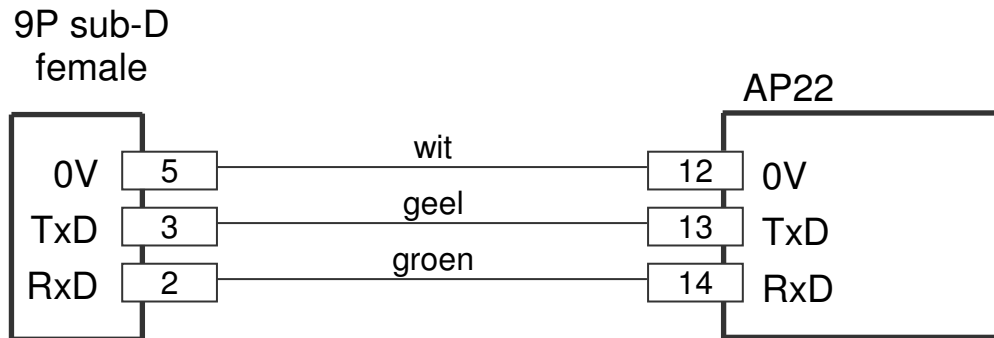 9P sub-D
female
AP22
0V 5 wit 12 0V
TxD 3 geel 13 TxD
RxD 2 groen 14 RxD